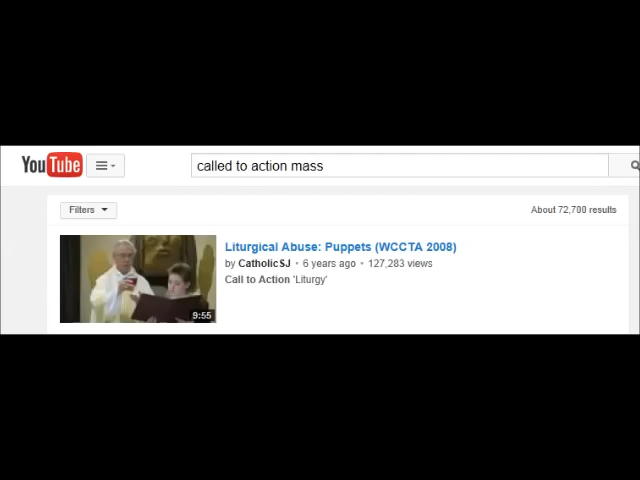 YouTube
called to action mass
Filters
About 72,700 results
Liturgical Abuse: Puppets (WCCTA 2008)
by CatholicSJ • 6 years ago • 127,283 views
Call to Action 'Liturgy'
9:55